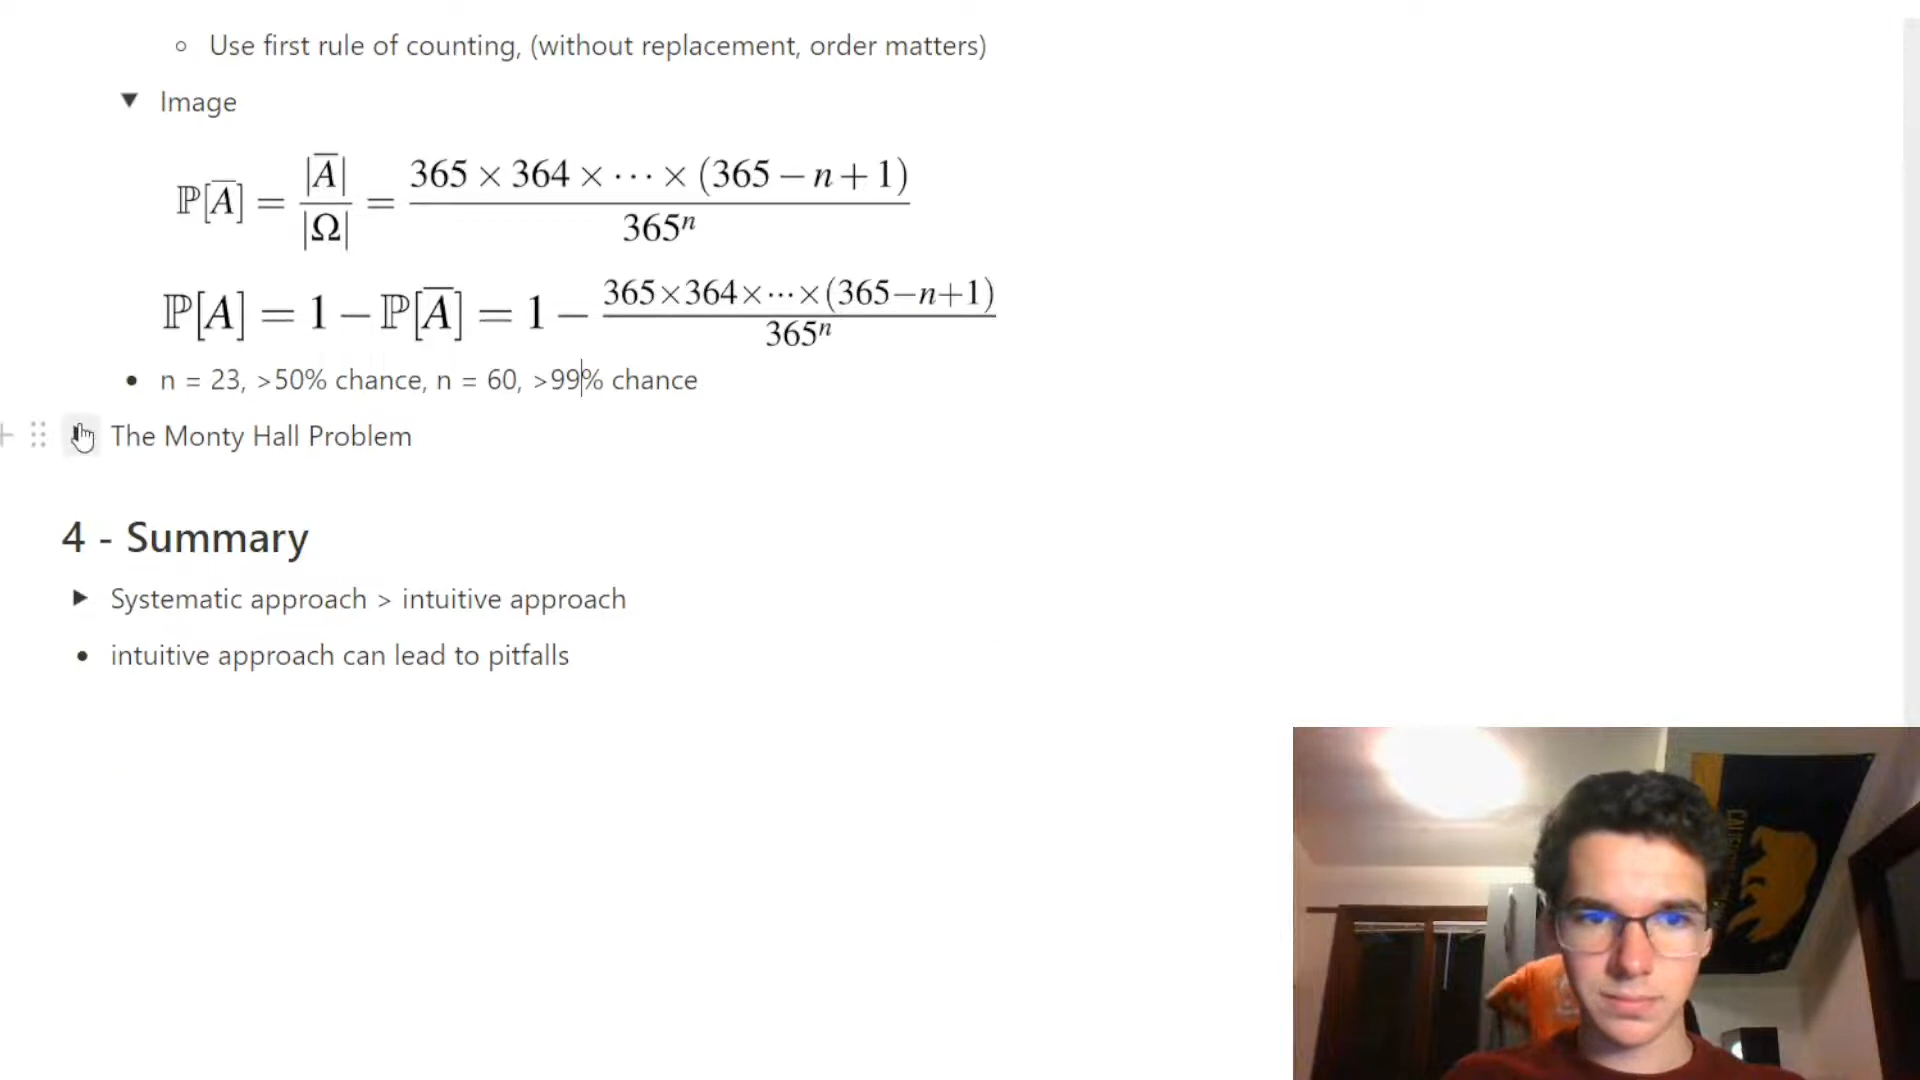 Use first rule of counting, (without replacement, order matters)
Image
ℙ[A̅] = |A̅| / |Ω| = 365 × 364 × ⋯ × (365 − n + 1) / 365ⁿ
ℙ[A] = 1 − ℙ[A̅] = 1 − 365×364×⋯×(365−n+1) / 365ⁿ
n = 23, >50% chance, n = 60, >99% chance
The Monty Hall Problem
4 - Summary
Systematic approach > intuitive approach
intuitive approach can lead to pitfalls